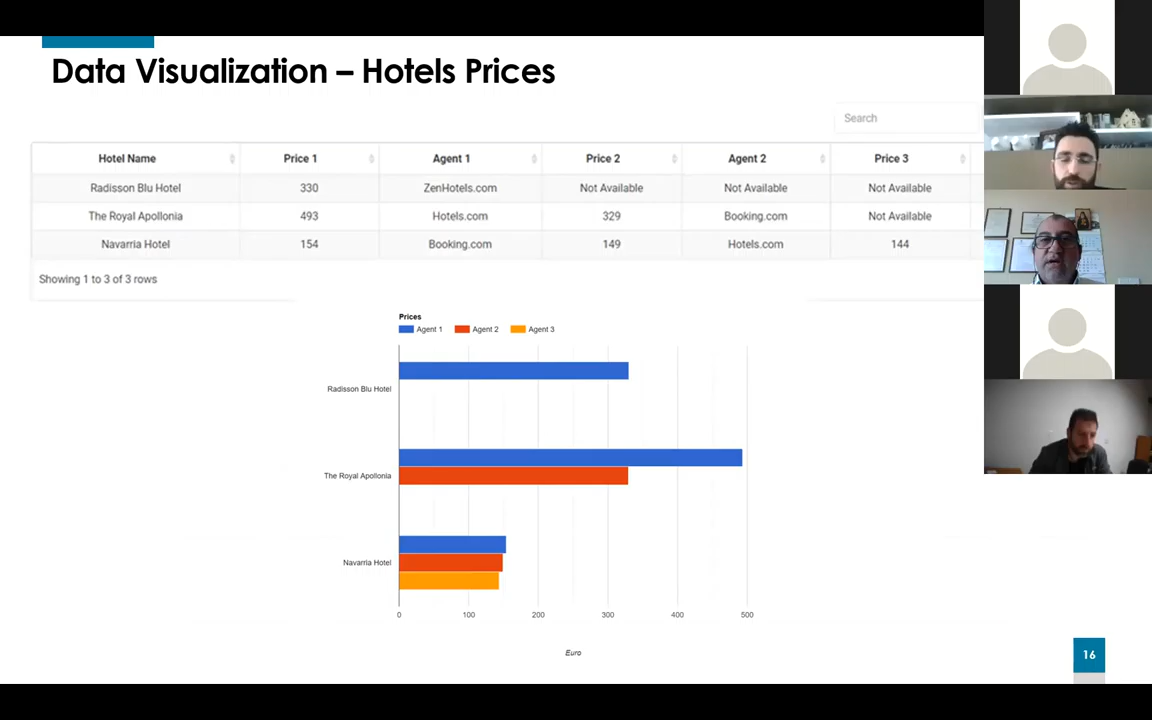 Data Visualization – Hotels Prices
Search
Hotel Name Price 1 Agent 1 Price 2 Agent 2 Price 3
Radisson Blu Hotel 330 ZenHotels.com Not Available Not Available Not Available
The Royal Apollonia 493 Hotels.com 329 Booking.com Not Available
Navarria Hotel 154 Booking.com 149 Hotels.com 144
Showing 1 to 3 of 3 rows
Prices
Agent 1 Agent 2 Agent 3
Radisson Blu Hotel
The Royal Apollonia
Navarria Hotel
0 100 200 300 400 500
Euro
16